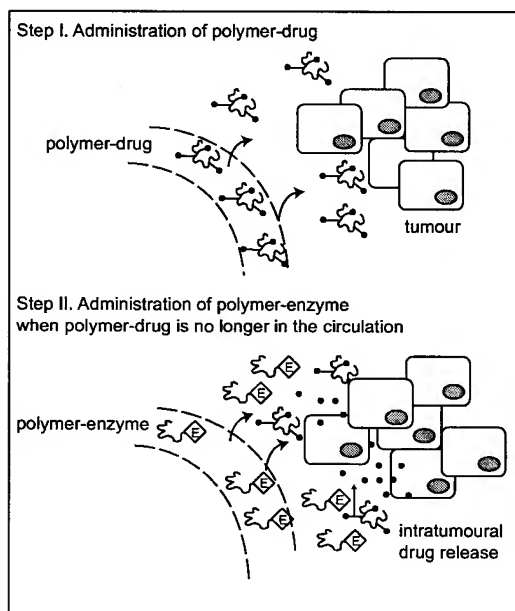 Step I. Administration of polymer-drug
polymer-drug
tumour
Step II. Administration of polymer-enzyme
when polymer-drug is no longer in the circulation
E
E
polymer-enzyme
E
E
E
E
E
intratumoural
drug release